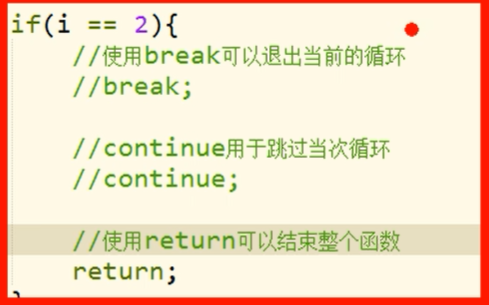 if(i == 2){
//使用break可以退出当前的循环
//break;
//continue用于跳过当次循环
//continue;
//使用return可以结束整个函数
return;
}